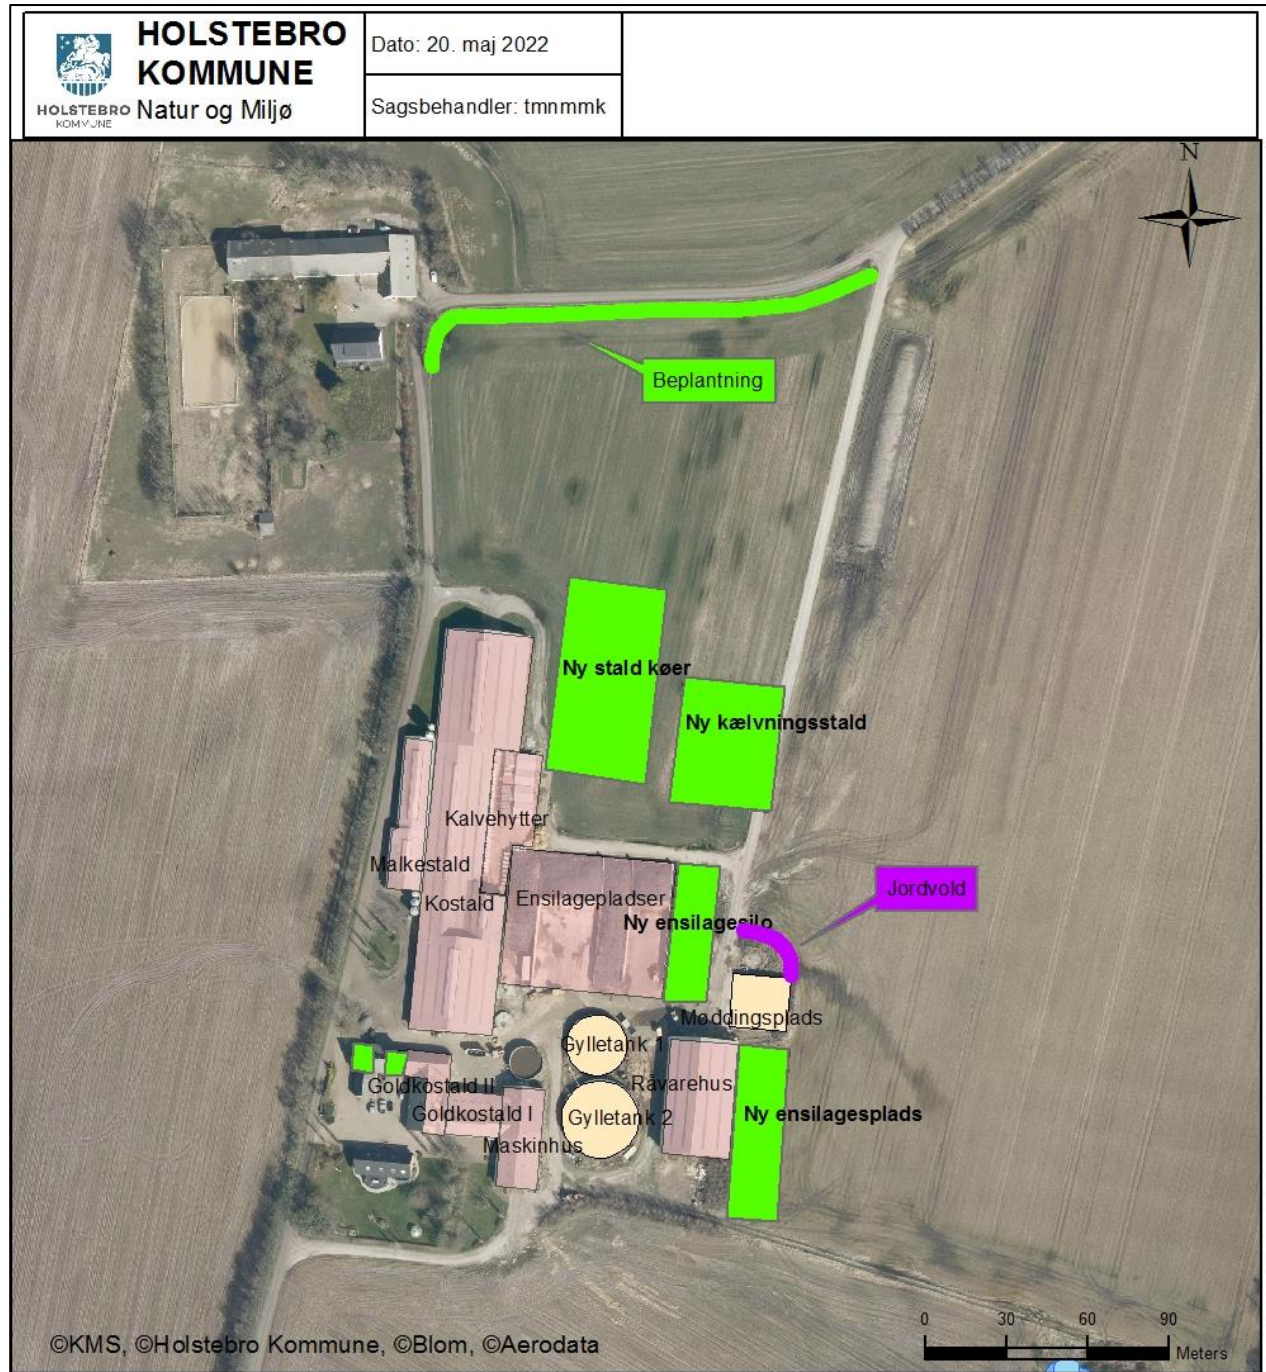 HOLSTEBRO
KOMMUNE
Natur og Miljø
HOLSTEBRO
KOMMUNE
Dato: 20. maj 2022
Sagsbehandler: tmnmmk
N
Beplantning
Ny stald køer
Ny kælvningsstald
Kalvehytter
Malkestald
Kostald
Ensilagepladser
Ny ensilagesilo
Jordvold
Møddingsplads
Gylletank 1
Goldkostald II
Råvarehus
Goldkostald I
Gylletank 2
Ny ensilagesplads
Maskinhus
0 30 60 90
Meters
©KMS, ©Holstebro Kommune, ©Blom, ©Aerodata